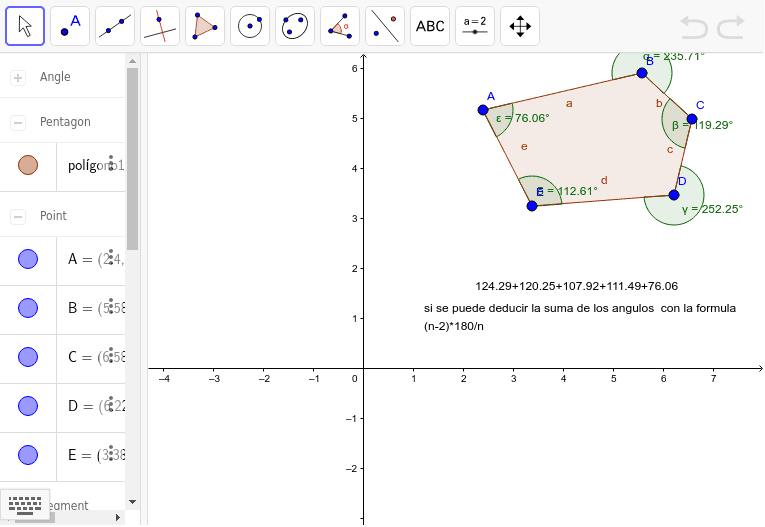 A
α
ABC
a=2
Angle
Pentagon
Point
A = (2.4,
B = (5.58
C = (6.58
D = (6.22
E = (3.38
6
5
4
3
2
1
0
–1
–2
–4
–3
–2
–1
1
2
3
4
5
6
7
α = 235.71°
B
A
a
b
C
ε = 76.06°
β = 119.29°
e
c
d
D
E
= 112.61°
γ = 252.25°
124.29+120.25+107.92+111.49+76.06
si se puede deducir la suma de los angulos con la formula
(n-2)*180/n